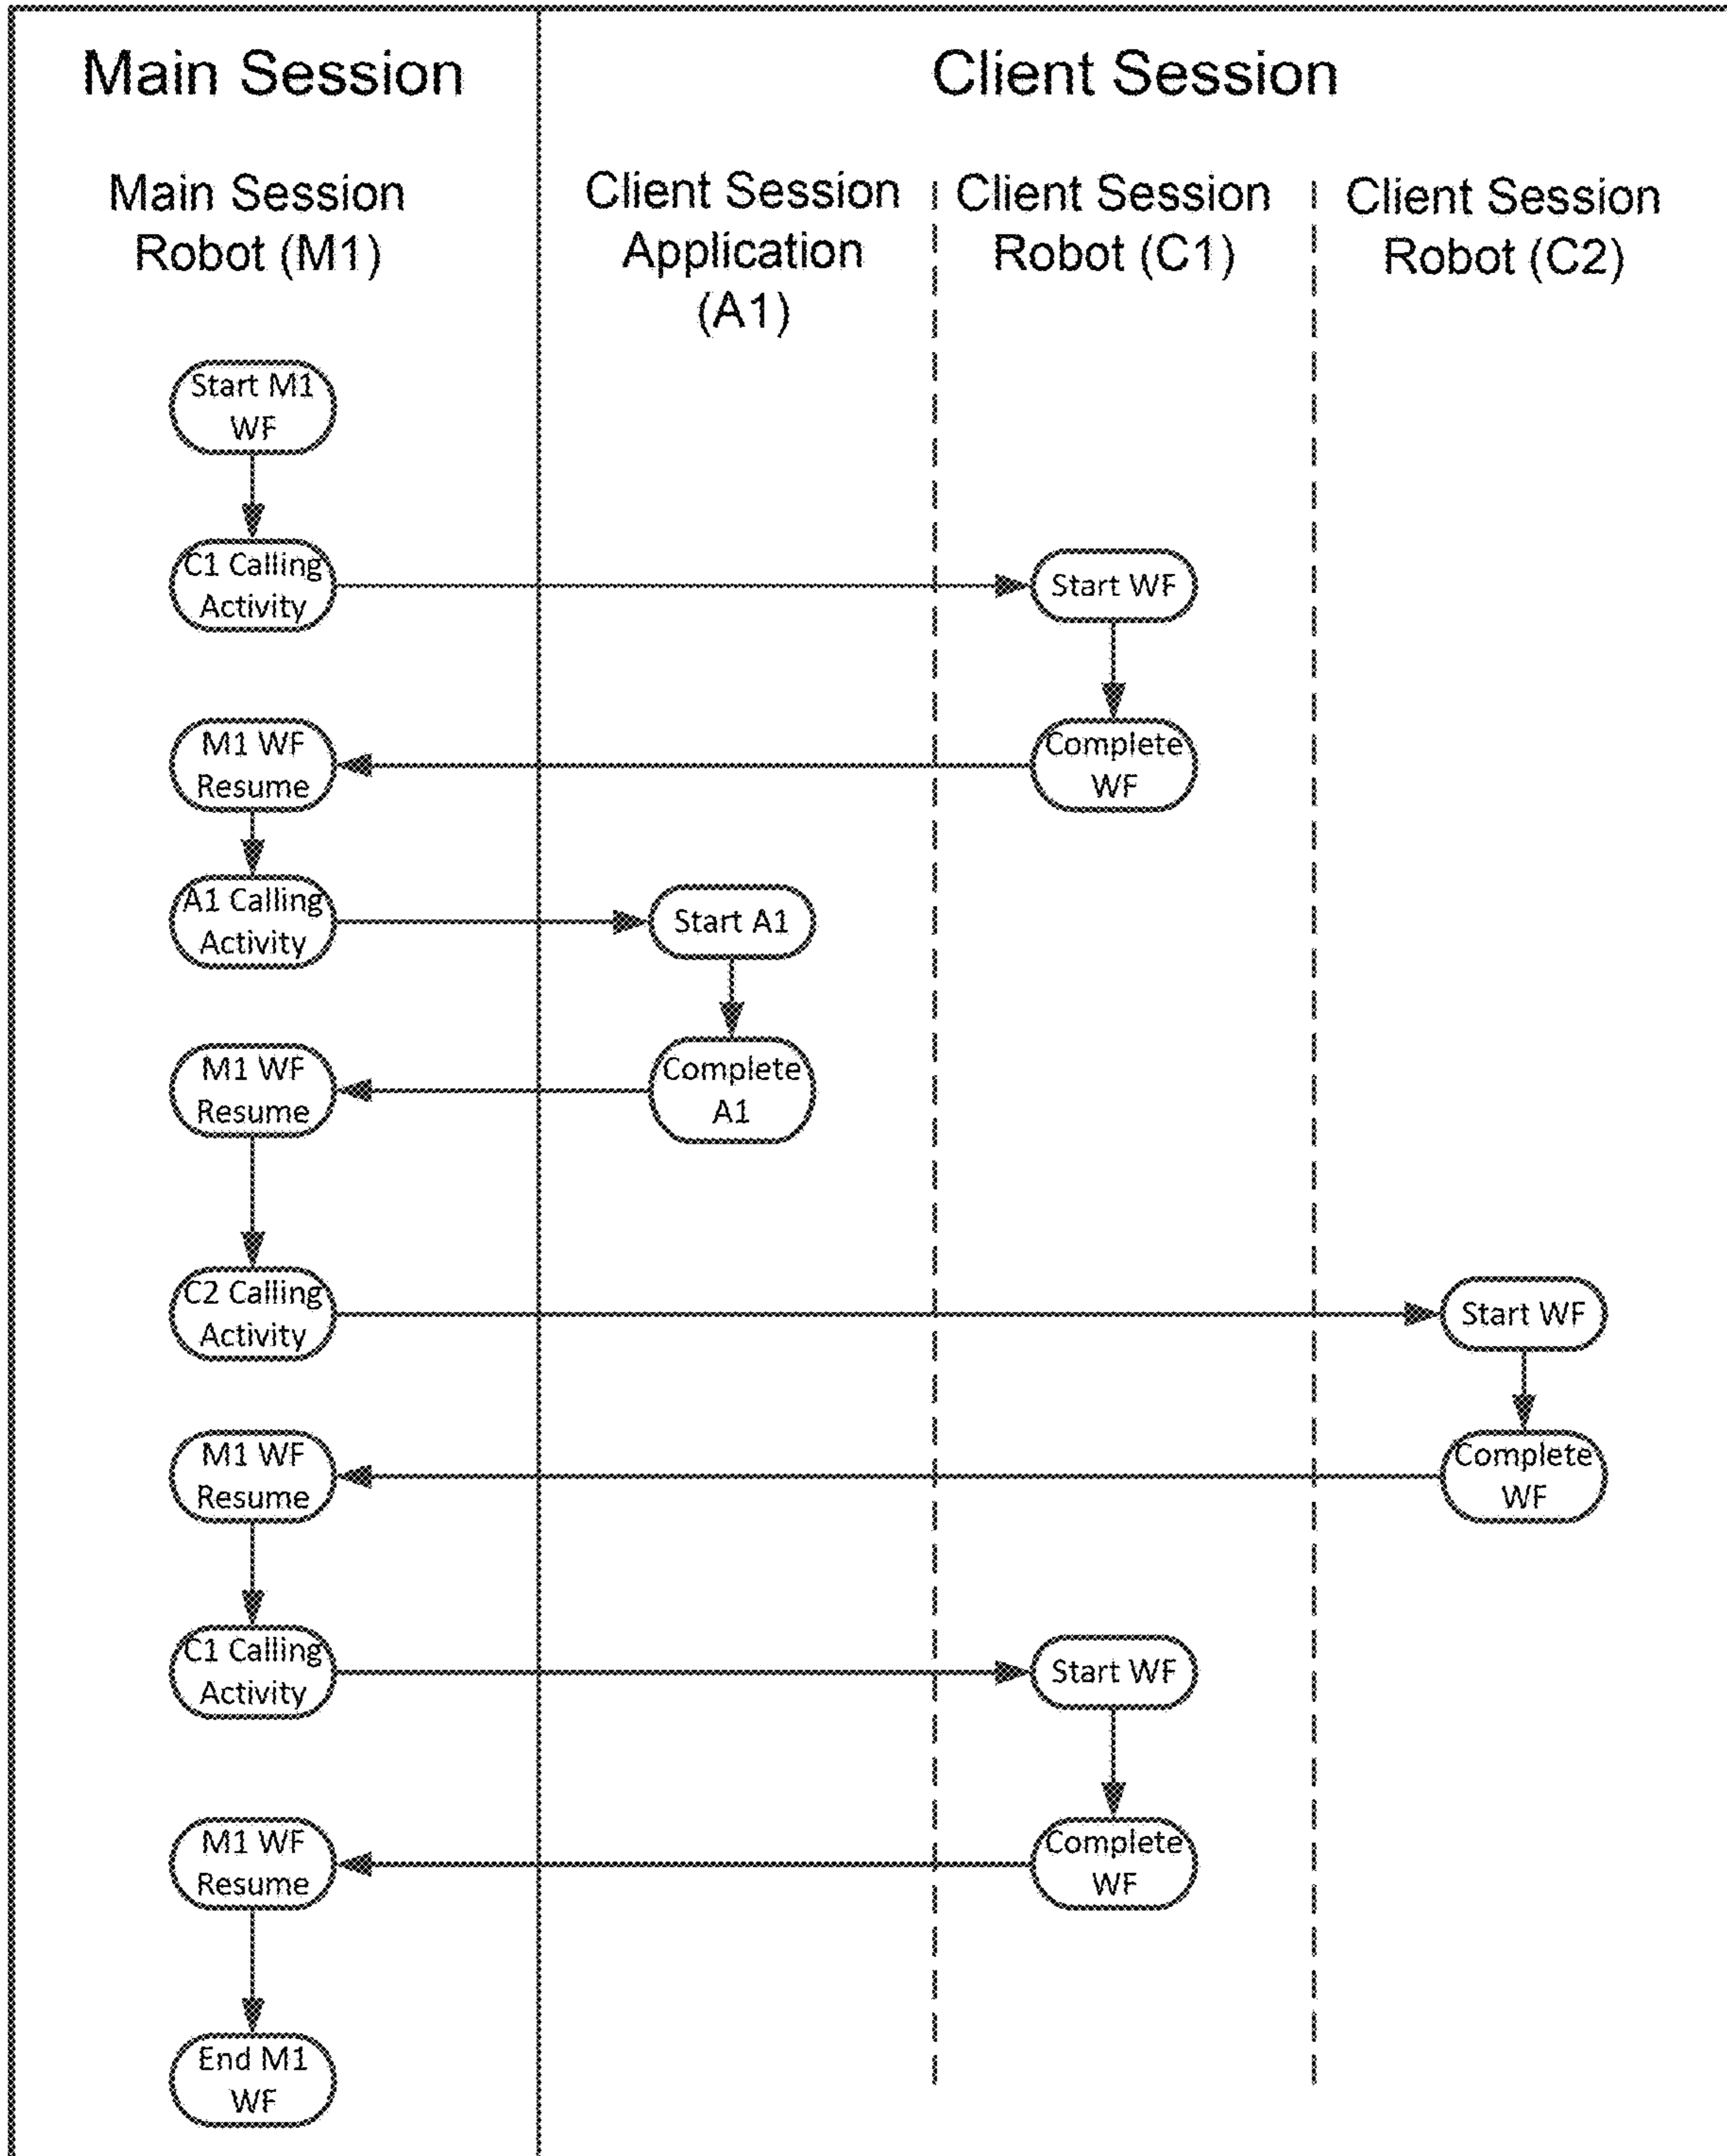 Main Session
Client Session
Main Session
Robot (M1)
Client Session
Application
(A1)
Client Session
Robot (C1)
Client Session
Robot (C2)
Start M1
WF
C1 Calling
Activity
Start WF
M1 WF
Resume
Complete
WF
A1 Calling
Activity
Start A1
M1 WF
Resume
Complete
A1
C2 Calling
Activity
Start WF
M1 WF
Resume
Complete
WF
C1 Calling
Activity
Start WF
M1 WF
Resume
Complete
WF
End M1
WF